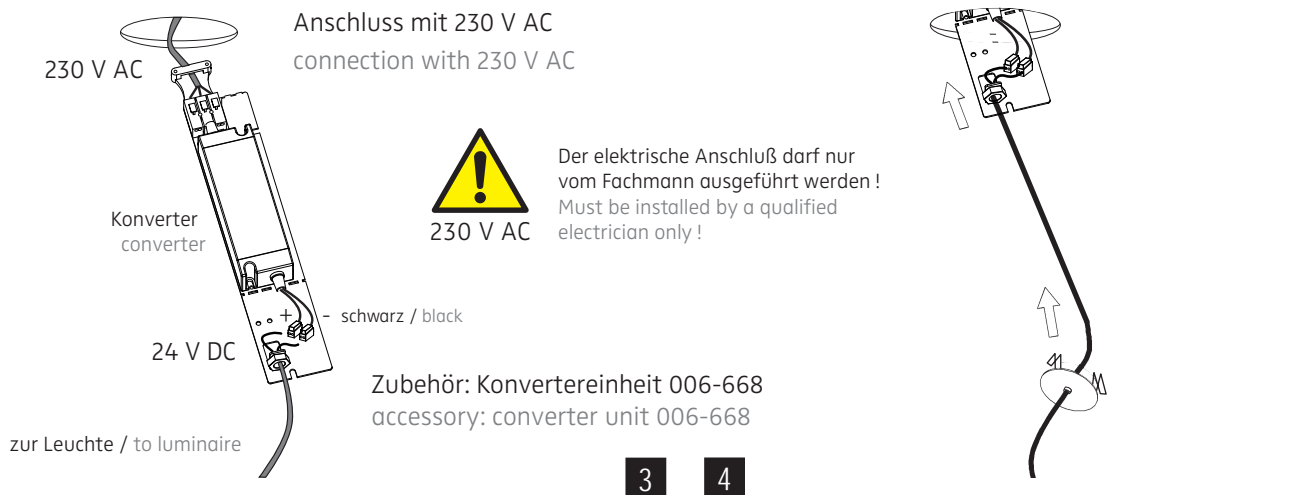 Anschluss mit 230 V AC
connection with 230 V AC
230 V AC
Der elektrische Anschluß darf nur
vom Fachmann ausgeführt werden !
Must be installed by a qualified
electrician only !
230 V AC
Konverter
converter
+ - schwarz / black
24 V DC
Zubehör: Konvertereinheit 006-668
accessory: converter unit 006-668
zur Leuchte / to luminaire
3 4